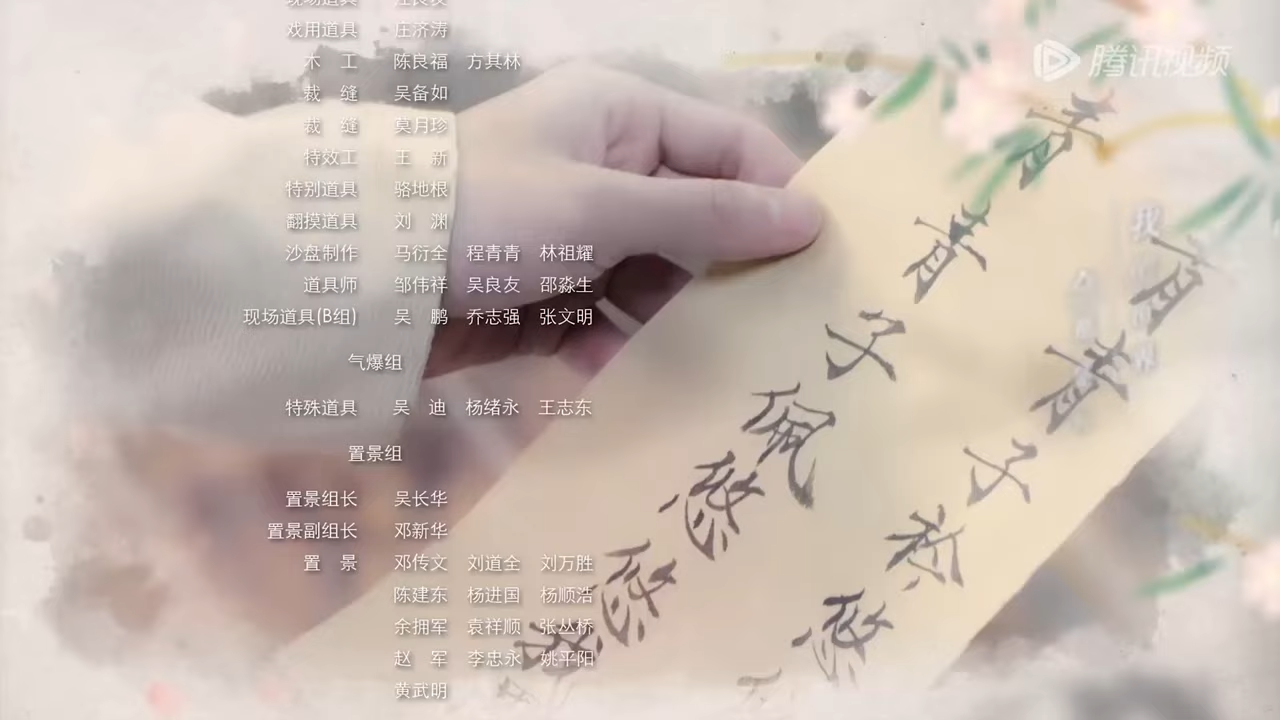 戏用道具 庄济涛
木 工 陈良福 方其林
裁 缝 吴备如
裁 缝 莫月珍
特效工 王 新
特别道具 骆地根
翻摸道具 刘 渊
沙盘制作 马衍全 程青青 林祖耀
道具师 邹伟祥 吴良友 邵淼生
现场道具(B组) 吴 鹏 乔志强 张文明
气爆组
特殊道具 吴 迪 杨绪永 王志东
置景组
置景组长 吴长华
置景副组长 邓新华
置 景 邓传文 刘道全 刘万胜
陈建东 杨进国 杨顺浩
余拥军 袁祥顺 张丛桥
赵 军 李忠永 姚平阳
黄武明
腾讯视频
青青子衿悠
青青子佩悠悠